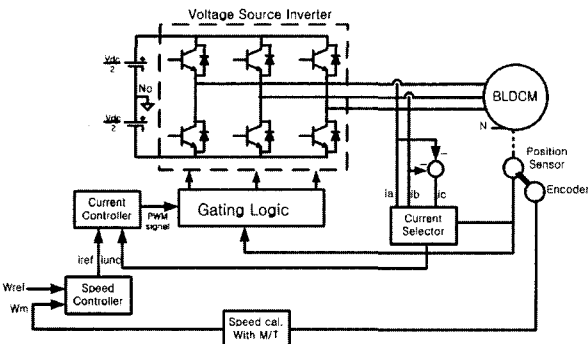 Voltage Source Inverter
Vdc
2
No
Vdc
2
BLDCM
N
Position
Sensor
Encoder
ia
ib
ic
Current
Selector
Current
Controller
PWM
signal
Gating Logic
iref
iunc
Wref
Wm
Speed
Controller
Speed cal.
With M/T